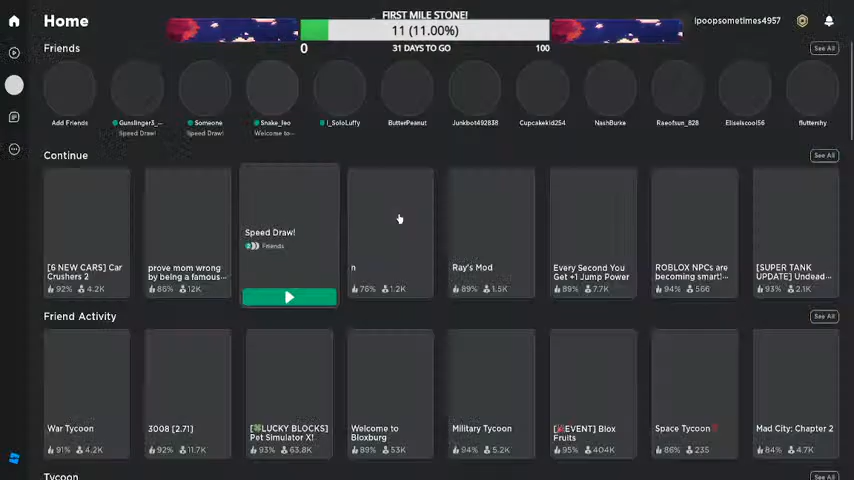 Home
FIRST MILE STONE!
11 (11.00%)
0 31 DAYS TO GO 100
ipoopsometimes4957
Friends
See All
Add Friends
Gunslinger3_...
Speed Draw!
Someone
Speed Draw!
Snake_leo
Welcome to...
I_SoloLuffy
ButterPeanut
Junkbot492838
Cupcakekid254
NashBurke
Raeofsun_828
Eliseiscool56
fluttershy
Continue
See All
[6 NEW CARS] Car
Crushers 2
92% 4.2K
prove mom wrong
by being a famous...
86% 12K
Speed Draw!
Friends
n
76% 1.2K
Ray's Mod
89% 1.5K
Every Second You
Get +1 Jump Power
89% 7.7K
ROBLOX NPCs are
becoming smart!...
94% 566
[SUPER TANK
UPDATE] Undead...
93% 2.1K
Friend Activity
See All
War Tycoon
91% 4.2K
3008 [2.71]
92% 11.7K
[🍀LUCKY BLOCKS]
Pet Simulator X!
93% 63.8K
Welcome to
Bloxburg
89% 53K
Military Tycoon
94% 5.2K
[EVENT] Blox
Fruits
95% 404K
Space Tycoon
86% 235
Mad City: Chapter 2
84% 4.7K
Tycoon
See All